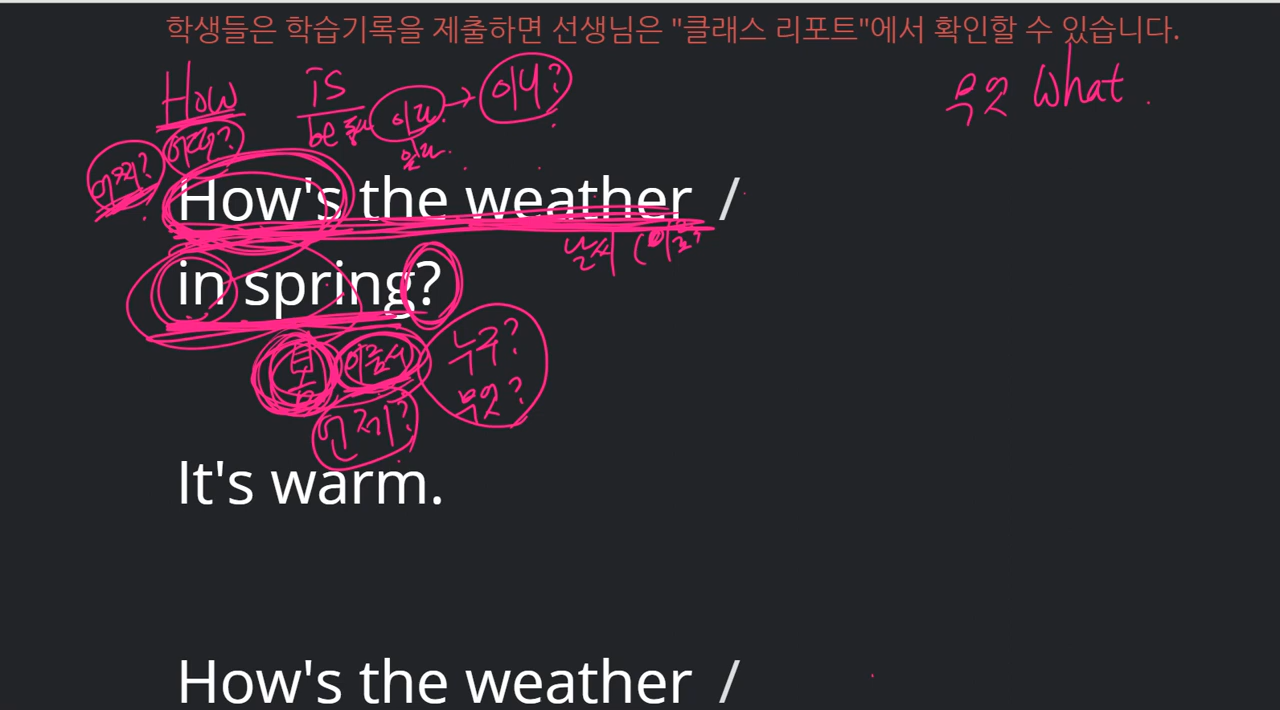 학생들은 학습기록을 제출하면 선생님은 "클래스 리포트"에서 확인할 수 있습니다.
How is 이다 → 이니? 무엇 What
be 동사 있다
어찌? 어떠?
How's the weather /
날씨
in spring?
봄 누구?
무엇?
언제?
It's warm.
How's the weather /